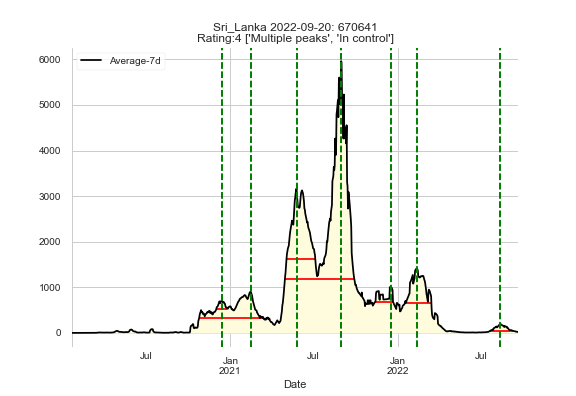 Sri_Lanka 2022-09-20: 670641
Rating:4 ['Multiple peaks', 'In control']
Average-7d
6000
5000
4000
3000
2000
1000
0
Jul
Jan
2021
Jul
Jan
2022
Jul
Date